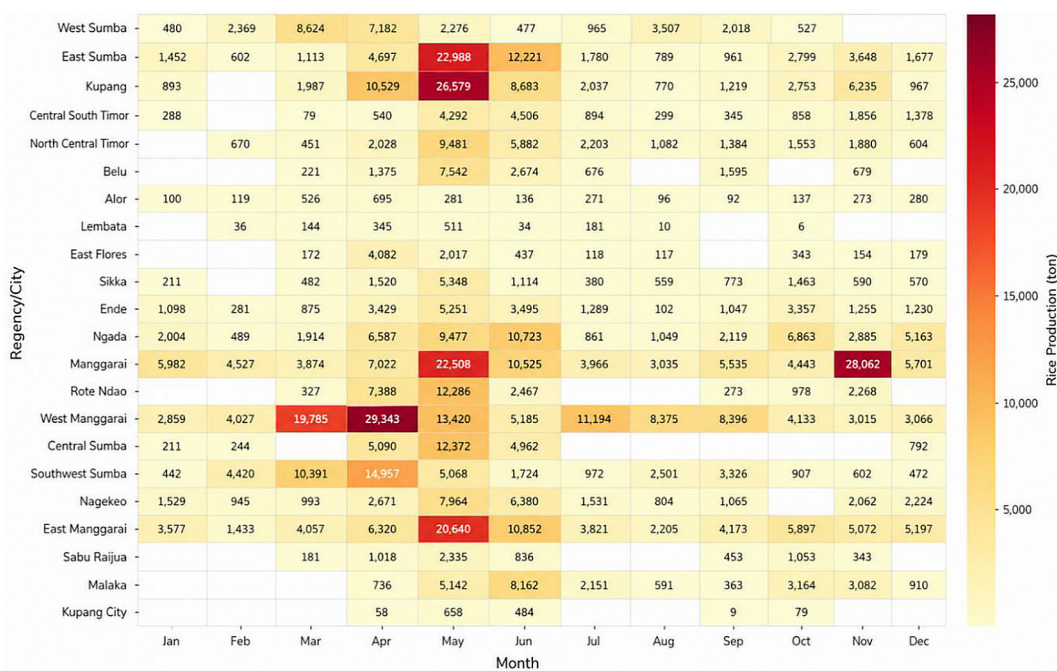 West Sumba 480 2,369 8,624 7,182 2,276 477 965 3,507 2,018 527
East Sumba 1,452 602 1,113 4,697 22,988 12,221 1,780 789 961 2,799 3,648 1,677
Kupang 893 1,987 10,529 26,579 8,683 2,037 770 1,219 2,753 6,235 967
Central South Timor 288 79 540 4,292 4,506 894 299 345 858 1,856 1,378
North Central Timor 670 451 2,028 9,481 5,882 2,203 1,082 1,384 1,553 1,880 604
Belu 221 1,375 7,542 2,674 676 1,595 679
Alor 100 119 526 695 281 136 271 96 92 137 273 280
Lembata 36 144 345 511 34 181 10 6
East Flores 172 4,082 2,017 437 118 117 343 154 179
Sikka 211 482 1,520 5,348 1,114 380 559 773 1,463 590 570
Ende 1,098 281 875 3,429 5,251 3,495 1,289 102 1,047 3,357 1,255 1,230
Ngada 2,004 489 1,914 6,587 9,477 10,723 861 1,049 2,119 6,863 2,885 5,163
Manggarai 5,982 4,527 3,874 7,022 22,508 10,525 3,966 3,035 5,535 4,443 28,062 5,701
Rote Ndao 327 7,388 12,286 2,467 273 978 2,268
West Manggarai 2,859 4,027 19,785 29,343 13,420 5,185 11,194 8,375 8,396 4,133 3,015 3,066
Central Sumba 211 244 5,090 12,372 4,962 792
Southwest Sumba 442 4,420 10,391 14,957 5,068 1,724 972 2,501 3,326 907 602 472
Nagekeo 1,529 945 993 2,671 7,964 6,380 1,531 804 1,065 2,062 2,224
East Manggarai 3,577 1,433 4,057 6,320 20,640 10,852 3,821 2,205 4,173 5,897 5,072 5,197
Sabu Raijua 181 1,018 2,335 836 453 1,053 343
Malaka 736 5,142 8,162 2,151 591 363 3,164 3,082 910
Kupang City 58 658 484 9 79
Jan Feb Mar Apr May Jun Jul Aug Sep Oct Nov Dec
Month
Regency/City
25,000
20,000
15,000
10,000
5,000
Rice Production (ton)